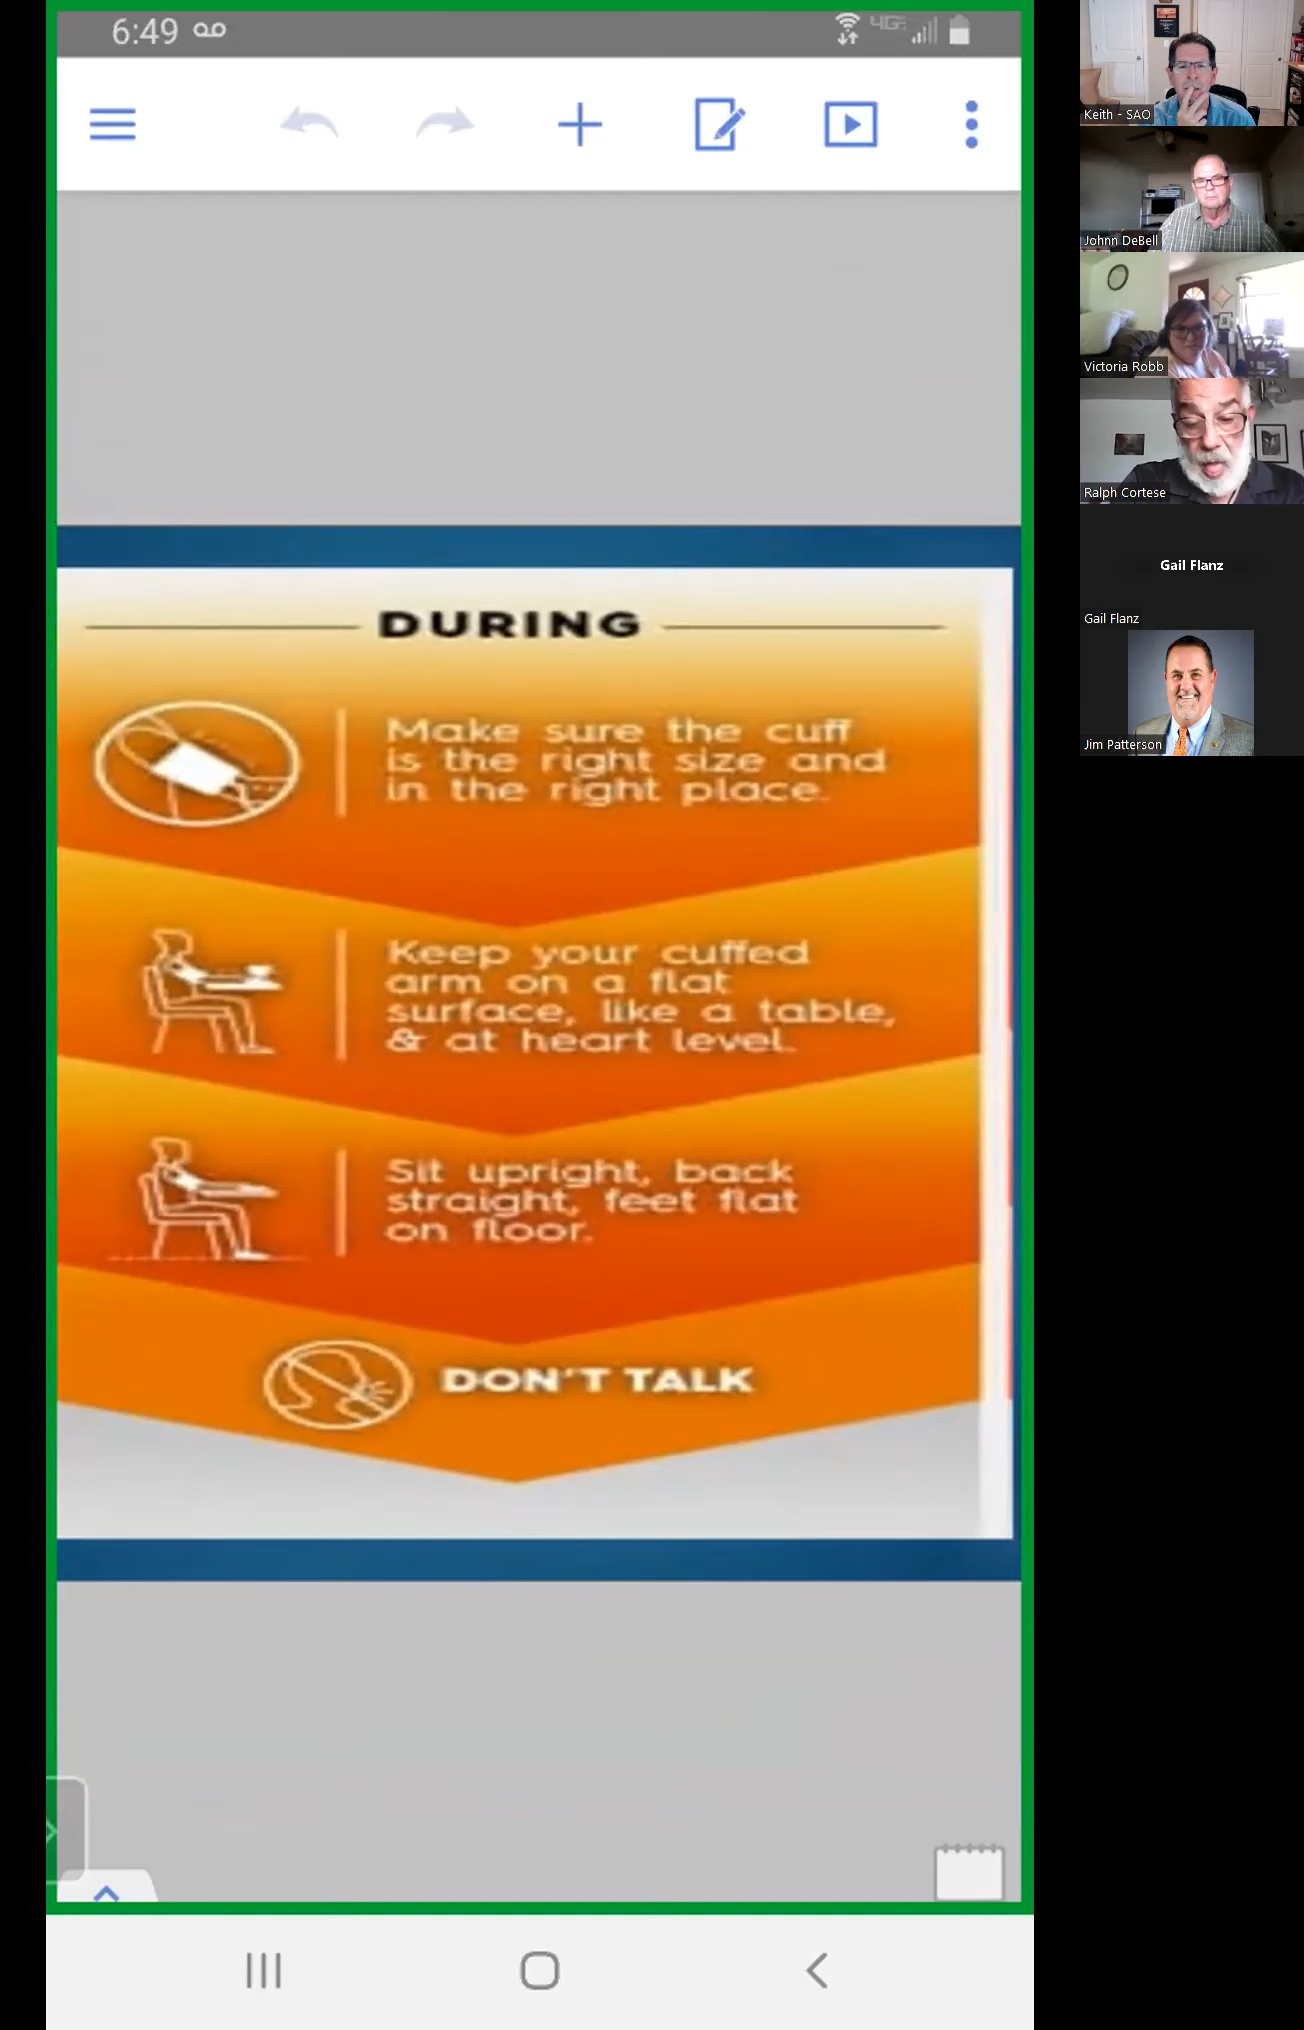 6:49
4G
DURING
Make sure the cuff
is the right size and
in the right place.
Keep your cuffed
arm on a flat
surface, like a table,
& at heart level.
Sit upright, back
straight, feet flat
on floor.
DON'T TALK
Keith - SAO
Johnn DeBell
Victoria Robb
Ralph Cortese
Gail Flanz
Gail Flanz
Jim Patterson